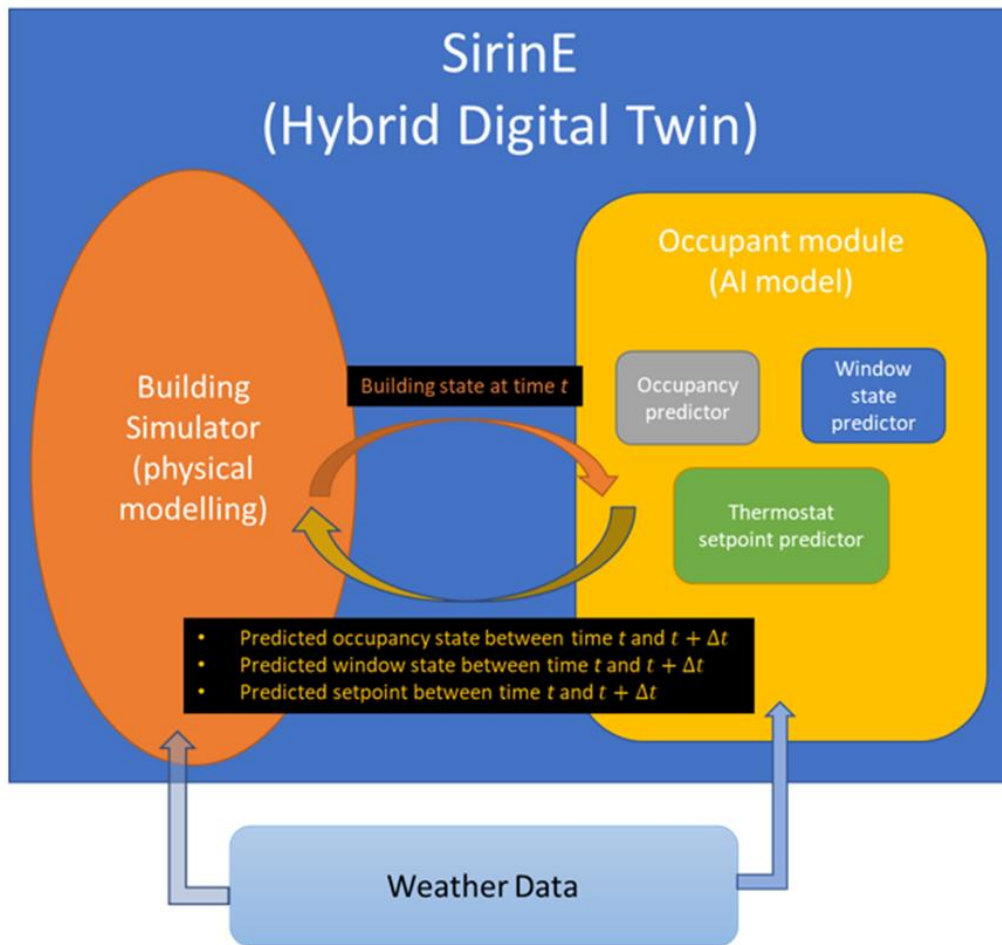 SirinE
(Hybrid Digital Twin)
Occupant module
(AI model)
Building
Simulator
(physical
modelling)
Building state at time t
Occupancy
predictor
Window
state
predictor
Thermostat
setpoint predictor
• Predicted occupancy state between time t and t + Δt
• Predicted window state between time t and t + Δt
• Predicted setpoint between time t and t + Δt
Weather Data